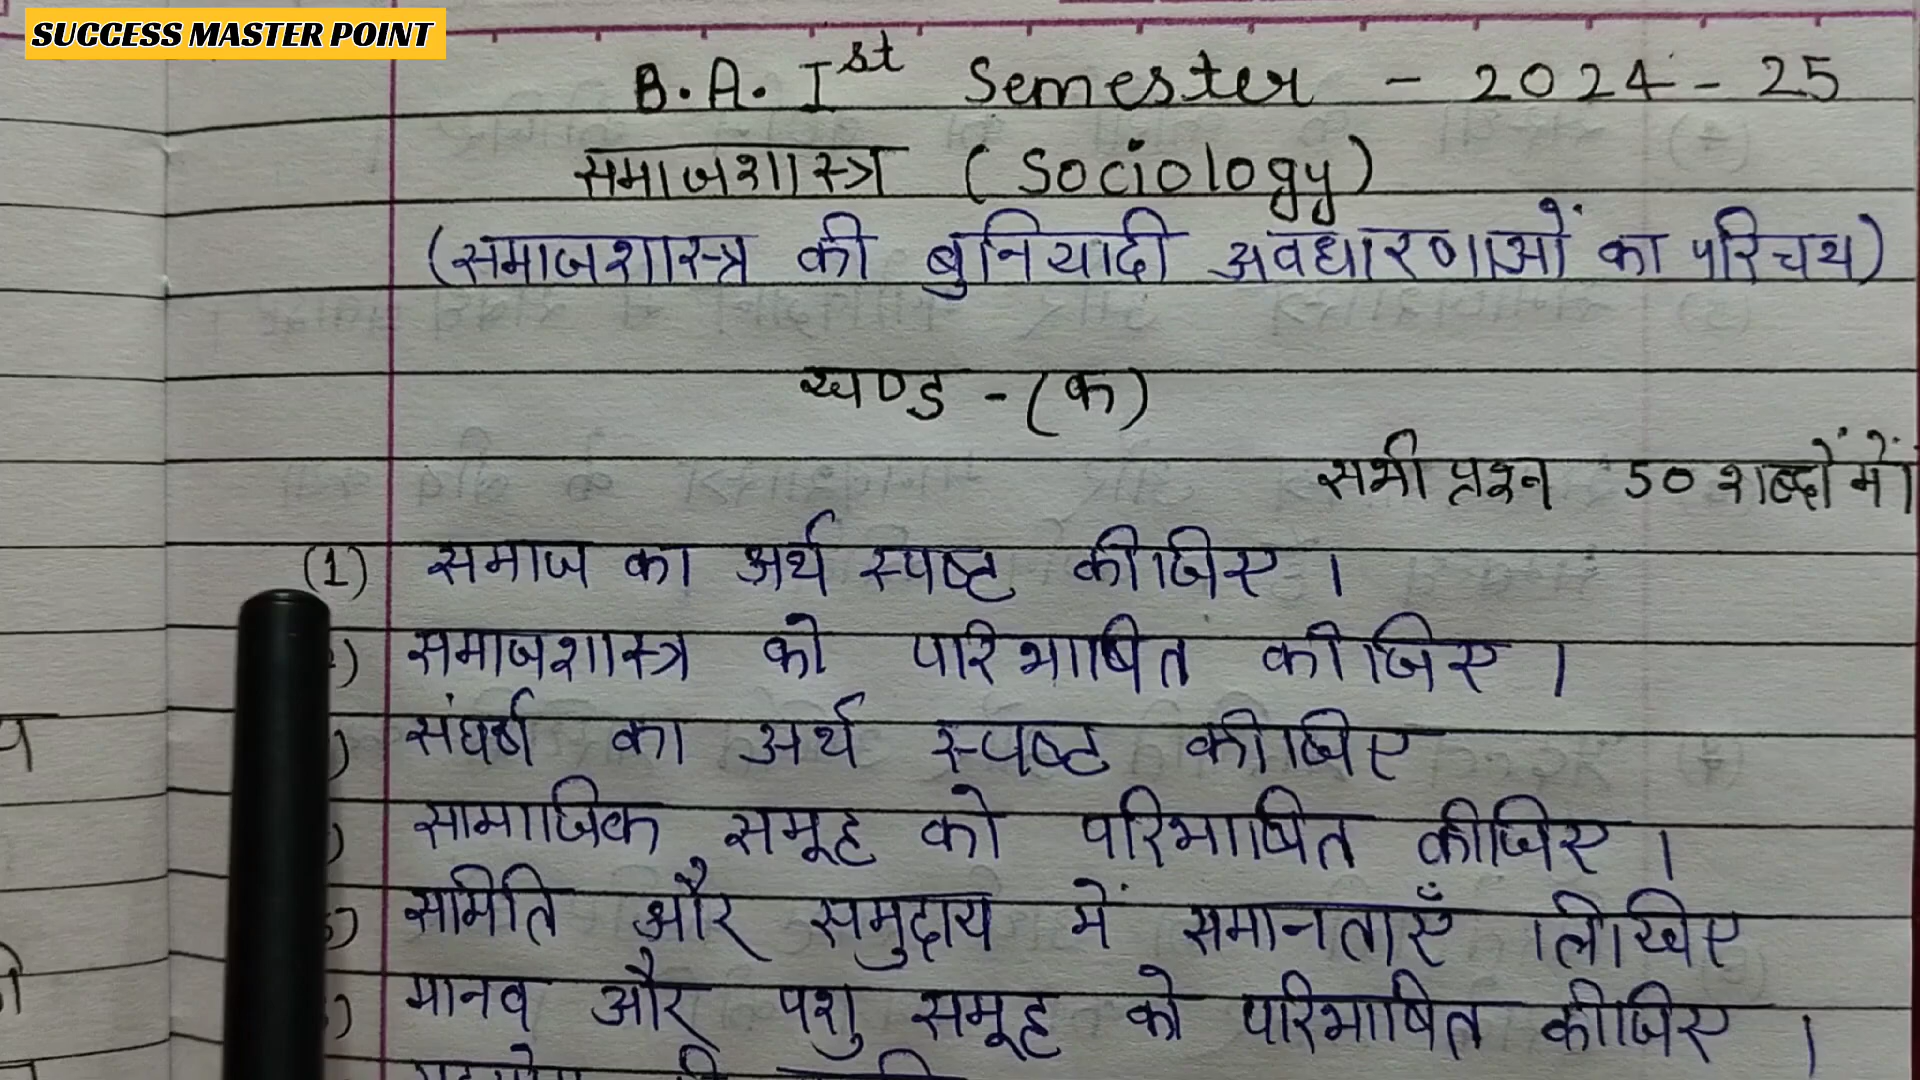 SUCCESS MASTER POINT
B.A. Ist Semester - 2024-25
समाजशास्त्र (Sociology)
(समाजशास्त्र की बुनियादी अवधारणाओं का परिचय)
खण्ड - (क)
सभी प्रश्न 50 शब्दों में।
(1) समाज का अर्थ स्पष्ट कीजिए।
) समाजशास्त्र को परिभाषित कीजिए।
) संघर्ष का अर्थ स्पष्ट कीजिए
) सामाजिक समूह को परिभाषित कीजिए।
) समिति और समुदाय में समानताएँ लिखिए
) मानव और पशु समूह को परिभाषित कीजिए।